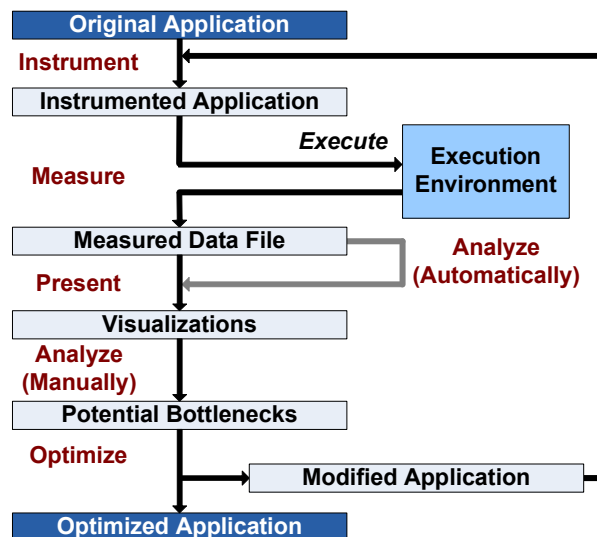 Original Application
Instrument
Instrumented Application
Execute
Execution
Environment
Measure
Measured Data File
Analyze
(Automatically)
Present
Visualizations
Analyze
(Manually)
Potential Bottlenecks
Optimize
Modified Application
Optimized Application